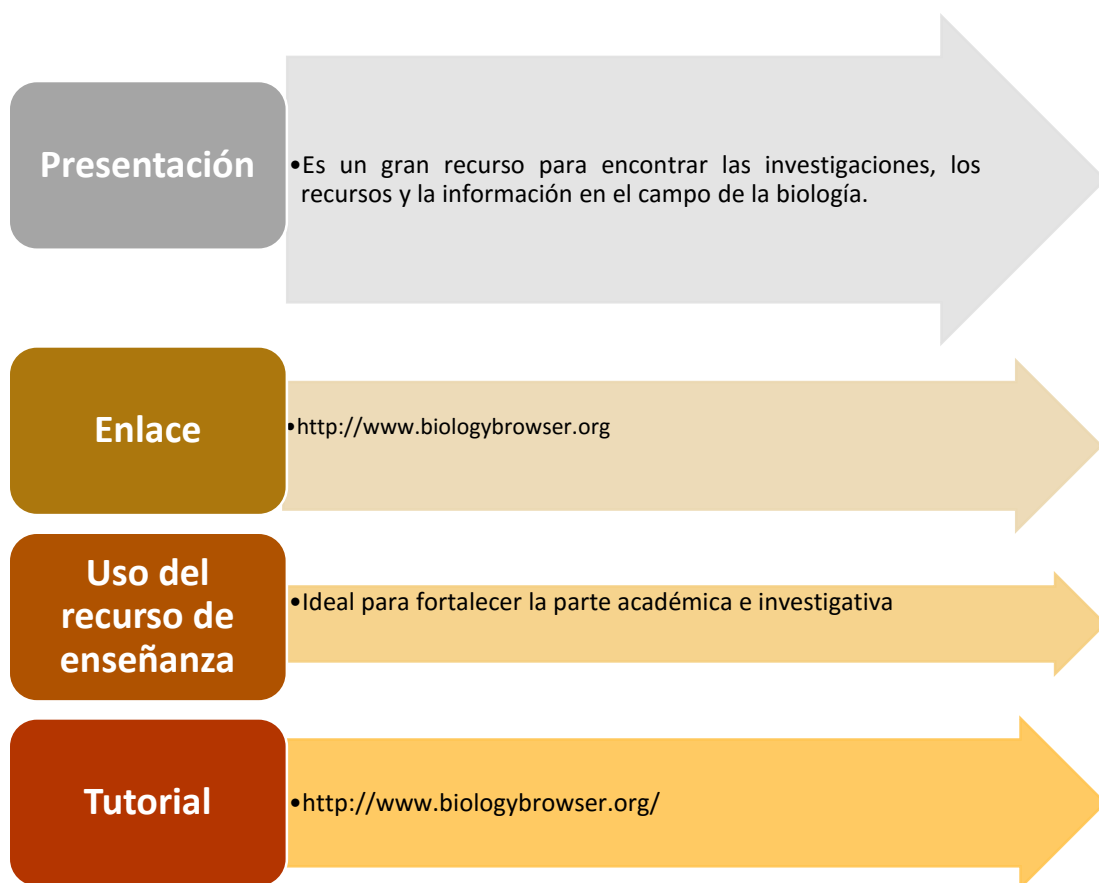 Presentación
•Es un gran recurso para encontrar las investigaciones, los
recursos y la información en el campo de la biología.
Enlace
•http://www.biologybrowser.org
Uso del
recurso de
enseñanza
•Ideal para fortalecer la parte académica e investigativa
Tutorial
•http://www.biologybrowser.org/